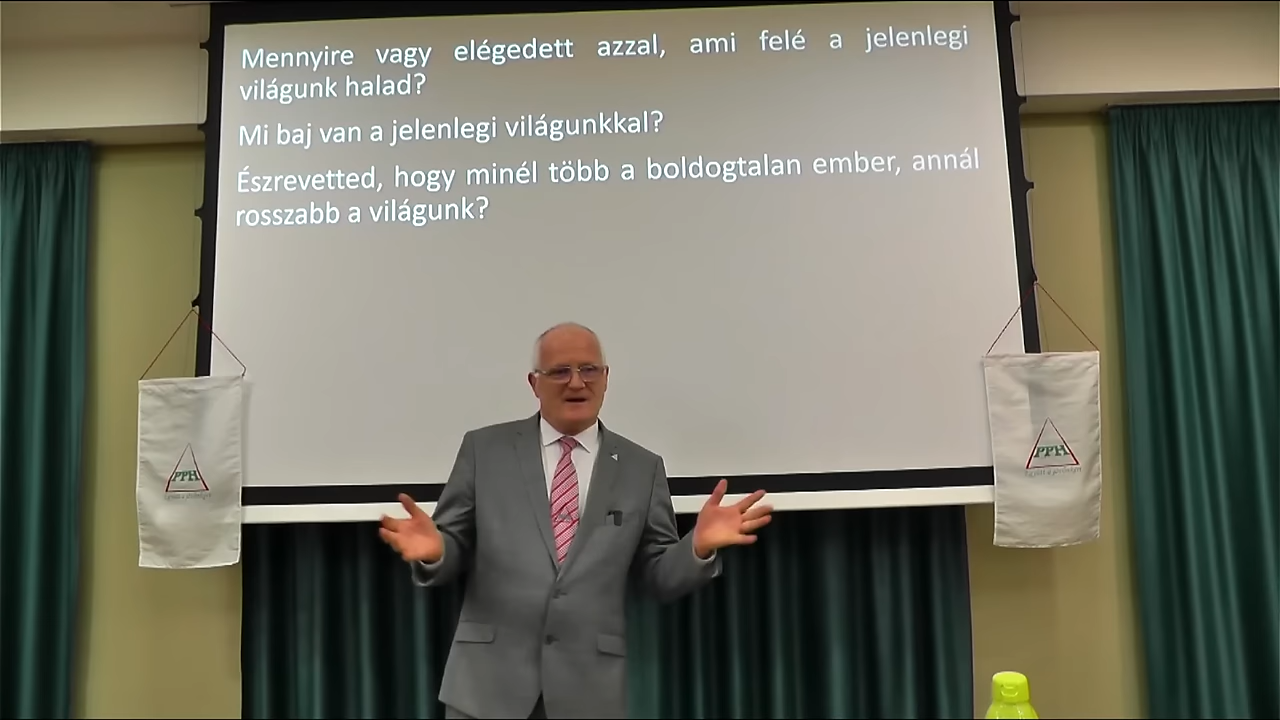 Mennyire vagy elégedett azzal, ami felé a jelenlegi
világunk halad?
Mi baj van a jelenlegi világunkkal?
Észrevetted, hogy minél több a boldogtalan ember, annál
rosszabb a világunk?
PPH
PPH